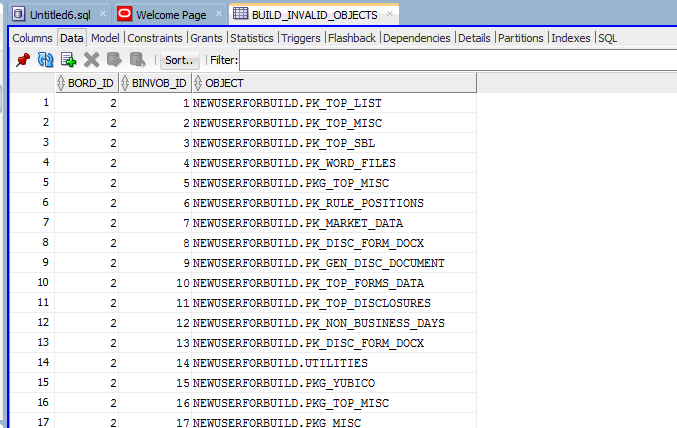 Untitled6.sql Welcome Page BUILD_INVALID_OBJECTS
Columns Data Model Constraints Grants Statistics Triggers Flashback Dependencies Details Partitions Indexes SQL
Sort.. Filter:
BORD_ID BINVOB_ID OBJECT
1 2 1 NEWUSERFORBUILD.PK_TOP_LIST
2 2 2 NEWUSERFORBUILD.PK_TOP_MISC
3 2 3 NEWUSERFORBUILD.PK_TOP_SBL
4 2 4 NEWUSERFORBUILD.PK_WORD_FILES
5 2 5 NEWUSERFORBUILD.PKG_TOP_MISC
6 2 6 NEWUSERFORBUILD.PK_RULE_POSITIONS
7 2 7 NEWUSERFORBUILD.PK_MARKET_DATA
8 2 8 NEWUSERFORBUILD.PK_DISC_FORM_DOCX
9 2 9 NEWUSERFORBUILD.PK_GEN_DISC_DOCUMENT
10 2 10 NEWUSERFORBUILD.PK_TOP_FORMS_DATA
11 2 11 NEWUSERFORBUILD.PK_TOP_DISCLOSURES
12 2 12 NEWUSERFORBUILD.PK_NON_BUSINESS_DAYS
13 2 13 NEWUSERFORBUILD.PK_DISC_FORM_DOCX
14 2 14 NEWUSERFORBUILD.UTILITIES
15 2 15 NEWUSERFORBUILD.PKG_YUBICO
16 2 16 NEWUSERFORBUILD.PKG_TOP_MISC
17 2 17 NEWUSERFORBUILD.PKG_MISC